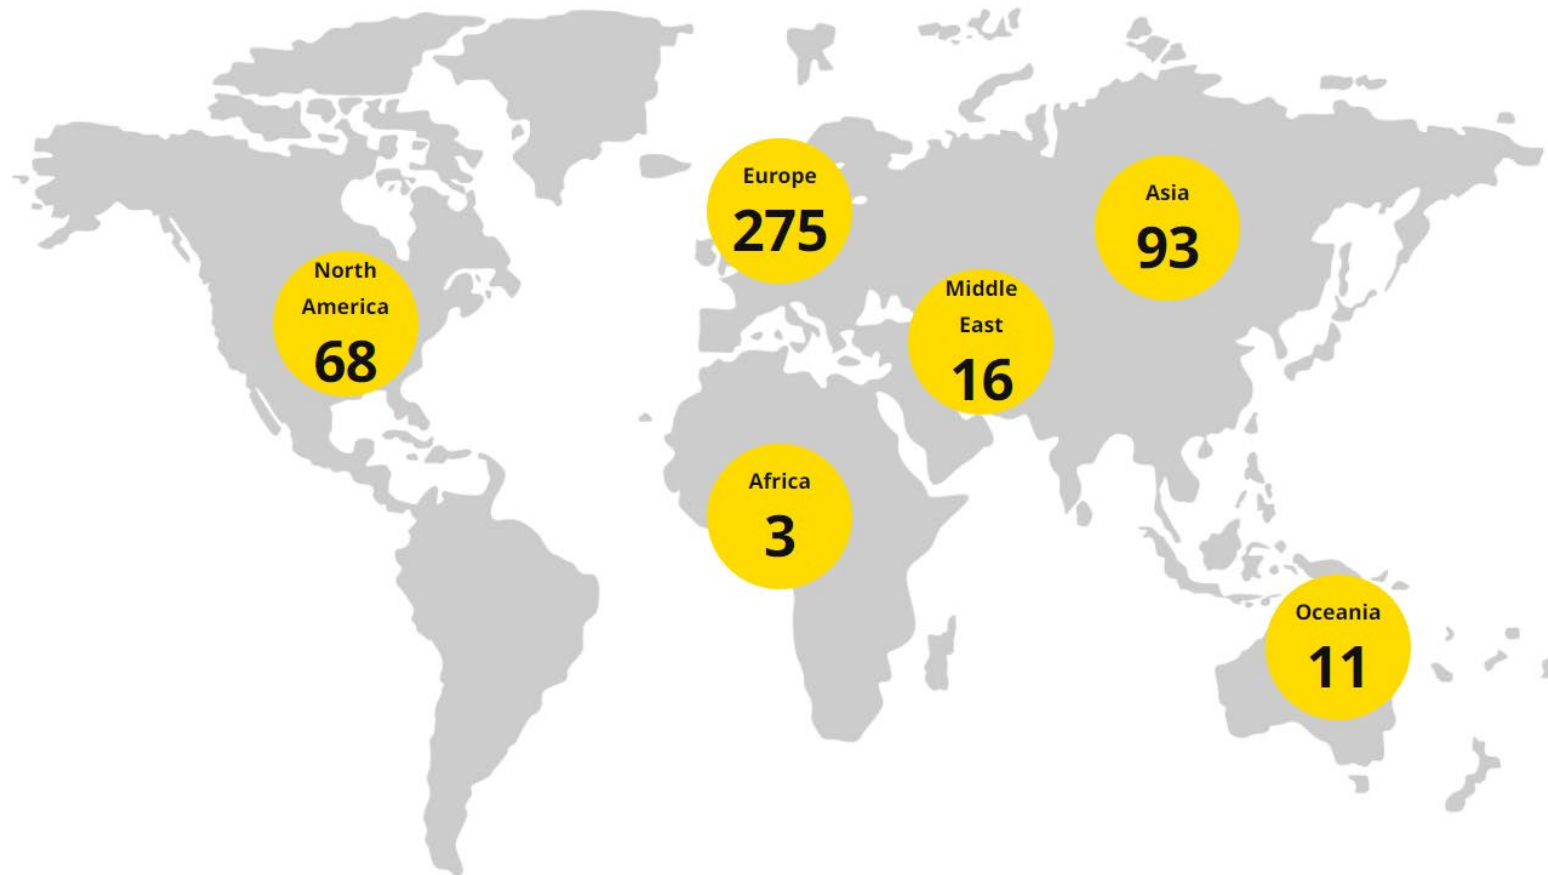 Europe
275
Asia
93
North
America
68
Middle
East
16
Africa
3
Oceania
11